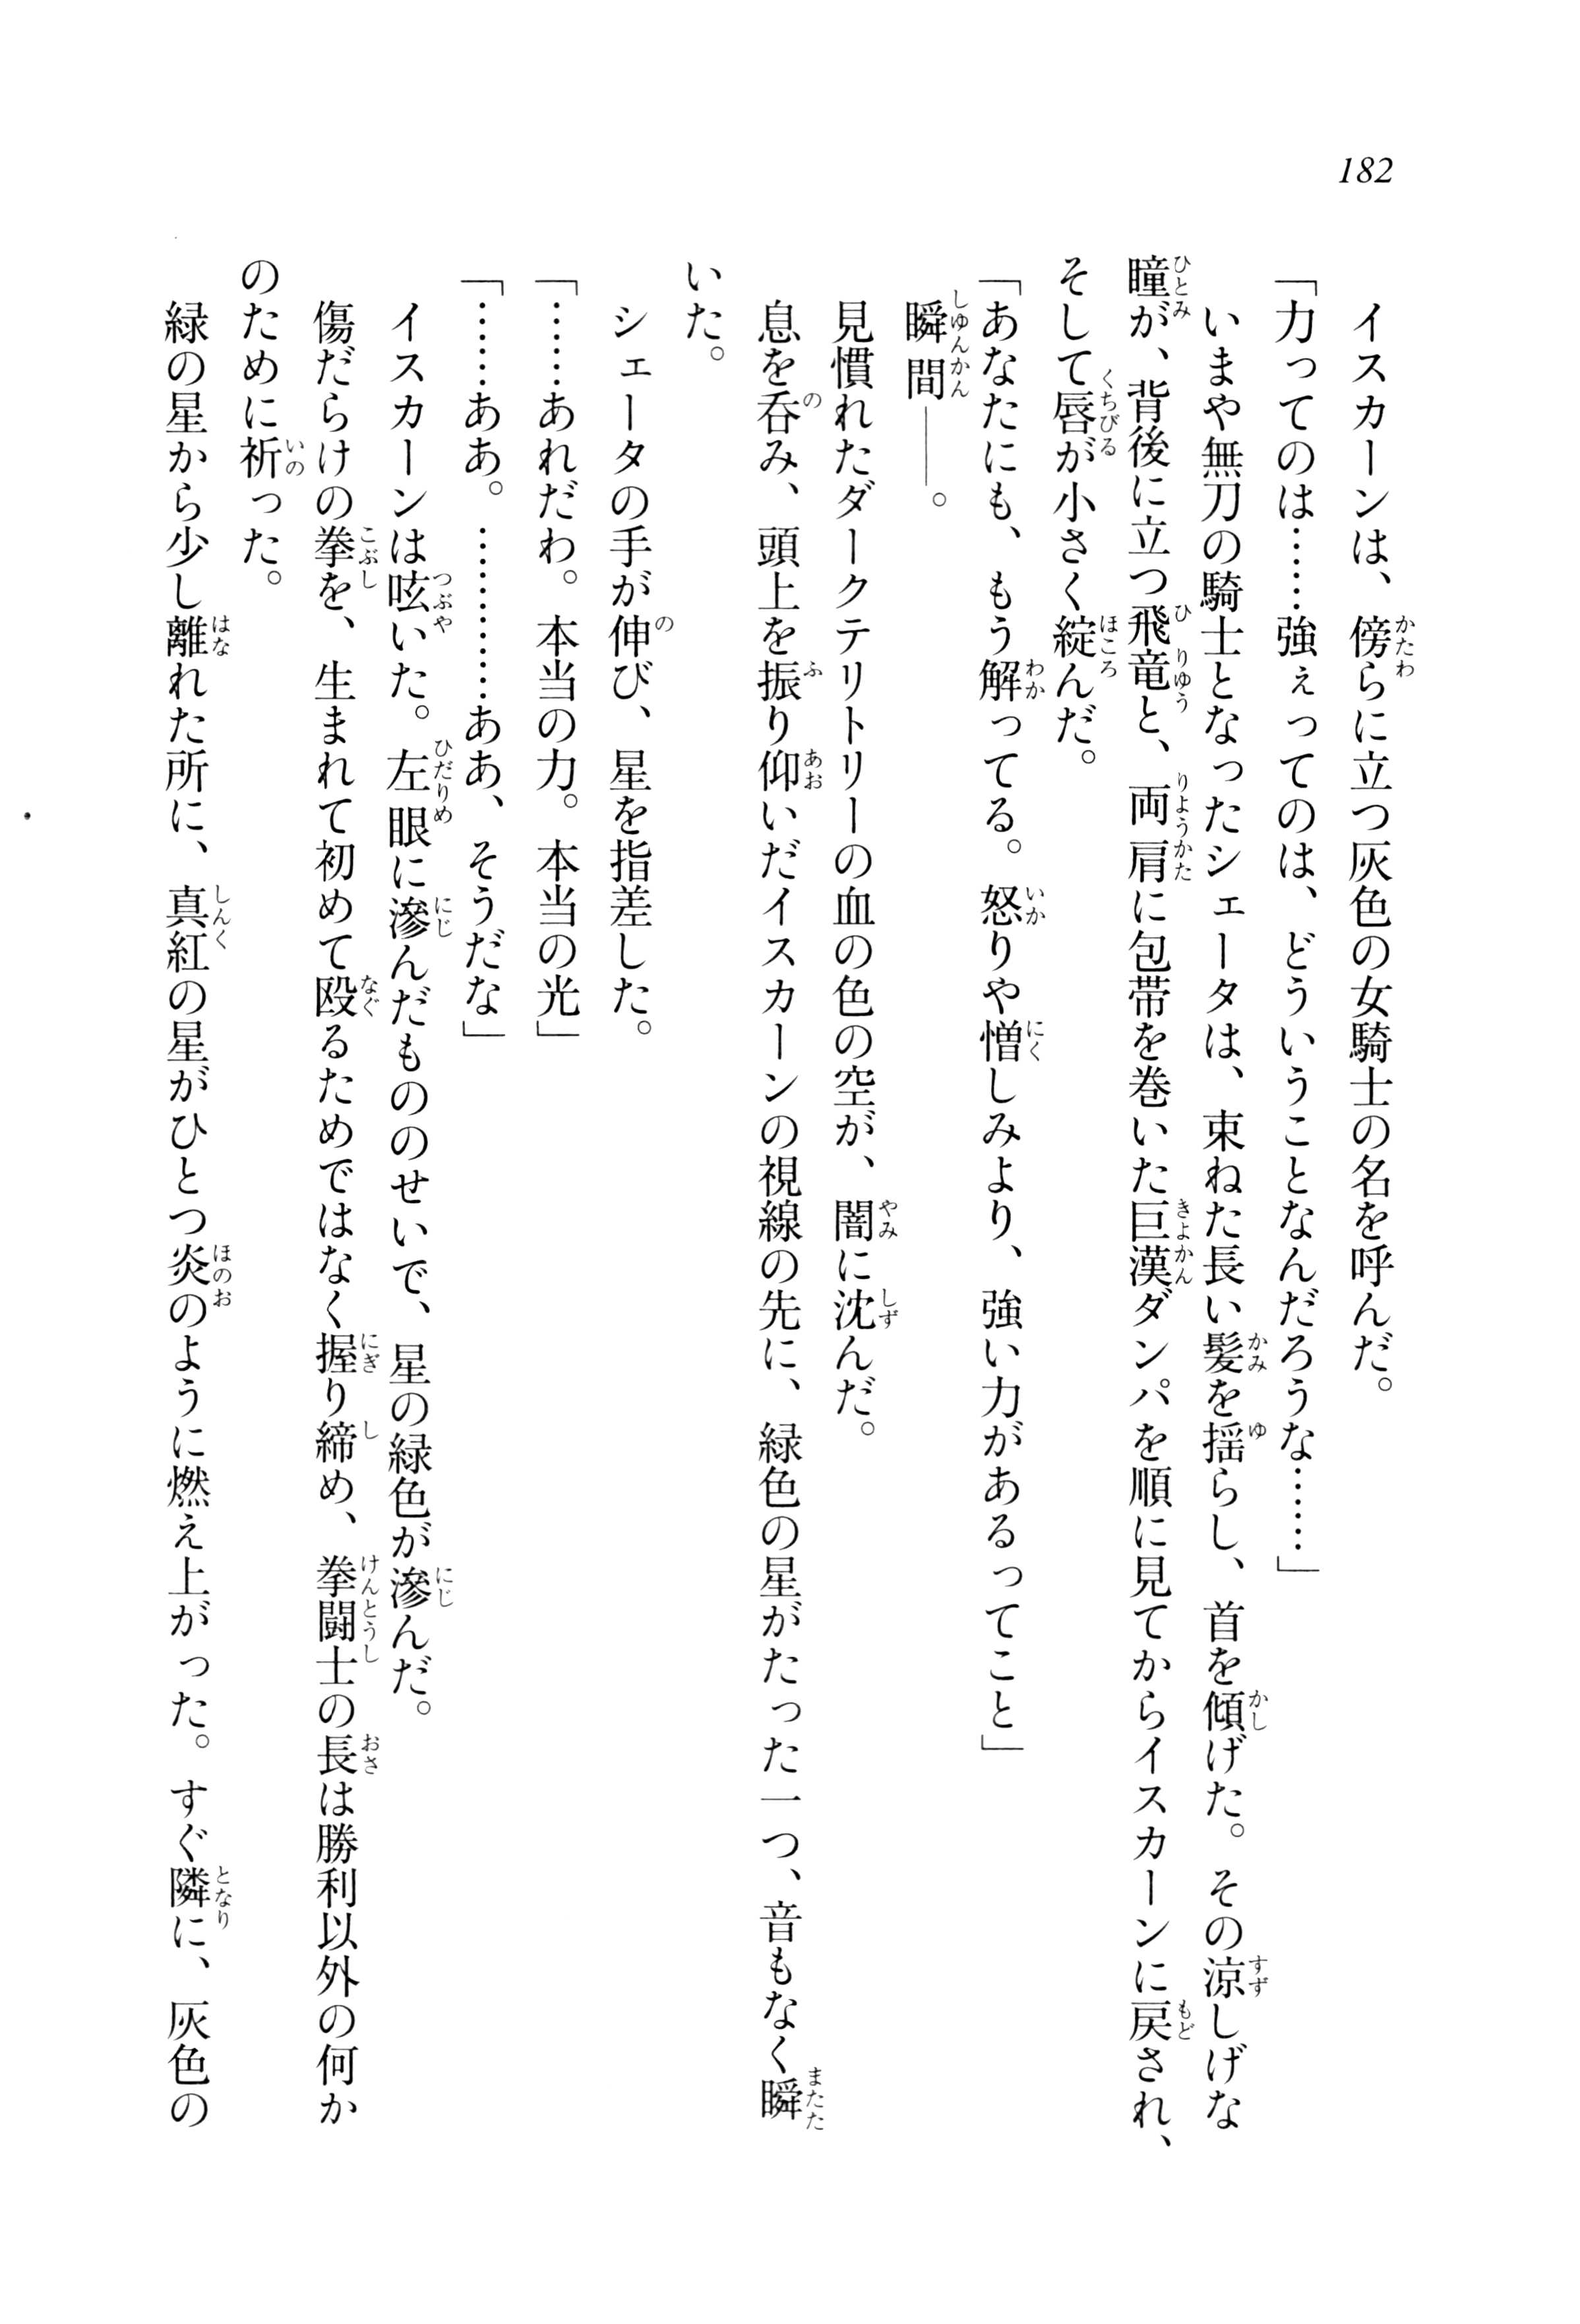 182
イスカーンは、傍らに立つ灰色の女騎士の名を呼んだ。
「力ってのは……強ぇってのは、どういうことなんだろうな……」
いまや無刀の騎士となったシェータは、束ねた長い髪を揺らし、首を傾げた。その涼しげな
瞳が、背後に立つ飛竜と、両肩に包帯を巻いた巨漢ダンパを順に見てからイスカーンに戻され、
そして唇が小さく綻んだ。
「あなたにも、もう解ってる。怒りや憎しみより、強い力があるってこと」
瞬間――。
見慣れたダークテリトリーの血の色の空が、闇に沈んだ。
息を呑み、頭上を振り仰いだイスカーンの視線の先に、緑色の星がたった一つ、音もなく瞬
いた。
シェータの手が伸び、星を指差した。
「……あれだわ。本当の力。本当の光」
「……ああ。…………ああ、そうだな」
イスカーンは呟いた。左眼に滲んだもののせいで、星の緑色が滲んだ。
傷だらけの拳を、生まれて初めて殴るためではなく握り締め、拳闘士の長は勝利以外の何か
のために祈った。
緑の星から少し離れた所に、真紅の星がひとつ炎のように燃え上がった。すぐ隣に、灰色の